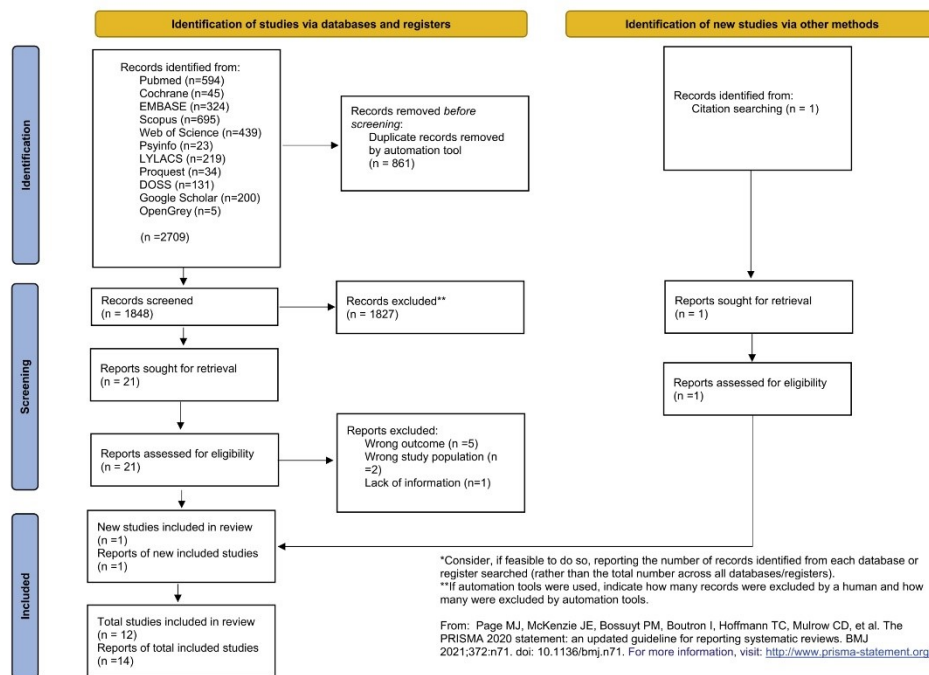 Identification of studies via databases and registers
Identification of new studies via other methods
Identification
Records identified from:
Pubmed (n=594)
Cochrane (n=45)
EMBASE (n=324)
Scopus (n=695)
Web of Science (n=439)
Psyinfo (n=23)
LYLACS (n=219)
Proquest (n=34)
DOSS (n=131)
Google Scholar (n=200)
OpenGrey (n=5)
(n =2709)
Records removed before
screening:
Duplicate records removed
by automation tool
(n = 861)
Records identified from:
Citation searching (n = 1)
Screening
Records screened
(n = 1848)
Records excluded**
(n = 1827)
Reports sought for retrieval
(n = 1)
Reports sought for retrieval
(n = 21)
Reports assessed for eligibility
(n =1)
Reports assessed for eligibility
(n = 21)
Reports excluded:
Wrong outcome (n =5)
Wrong study population (n
=2)
Lack of information (n=1)
Included
New studies included in review
(n =1)
Reports of new included studies
(n =1)
Total studies included in review
(n = 12)
Reports of total included studies
(n =14)
*Consider, if feasible to do so, reporting the number of records identified from each database or
register searched (rather than the total number across all databases/registers).
**If automation tools were used, indicate how many records were excluded by a human and how
many were excluded by automation tools.
From: Page MJ, McKenzie JE, Bossuyt PM, Boutron I, Hoffmann TC, Mulrow CD, et al. The
PRISMA 2020 statement: an updated guideline for reporting systematic reviews. BMJ
2021;372:n71. doi: 10.1136/bmj.n71. For more information, visit: http://www.prisma-statement.org